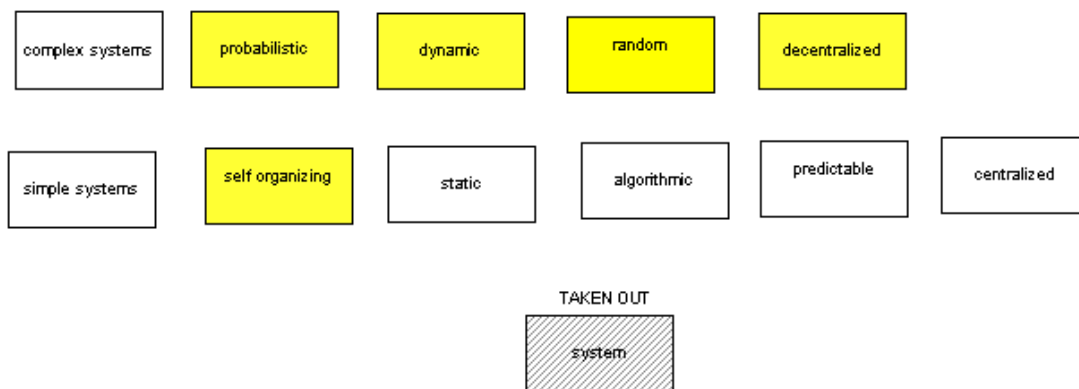 complex systems
probabilistic
dynamic
random
decentralized
simple systems
self organizing
static
algorithmic
predictable
centralized
TAKEN OUT
system